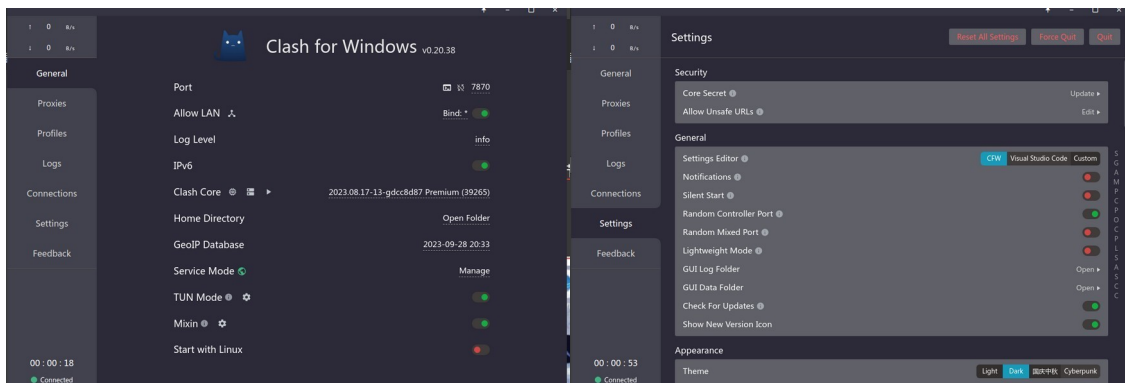 ↑ 0 B/s
↓ 0 B/s
General
Proxies
Profiles
Logs
Connections
Settings
Feedback
00 : 00 : 18
Connected
Clash for Windows v0.20.38
Port 7870
Allow LAN Bind: *
Log Level info
IPv6
Clash Core 2023.08.17-13-gdcc8d87 Premium (39265)
Home Directory Open Folder
GeoIP Database 2023-09-28 20:33
Service Mode Manage
TUN Mode
Mixin
Start with Linux
↑ 0 B/s
↓ 0 B/s
General
Proxies
Profiles
Logs
Connections
Settings
Feedback
00 : 00 : 53
Connected
Settings Reset All Settings Force Quit Quit
Security
Core Secret Update
Allow Unsafe URLs Edit
General
Settings Editor CFW Visual Studio Code Custom
Notifications
Silent Start
Random Controller Port
Random Mixed Port
Lightweight Mode
GUI Log Folder Open
GUI Data Folder Open
Check For Updates
Show New Version Icon
Appearance
Theme Light Dark 国庆中秋 Cyberpunk
S
G
A
M
P
C
P
O
C
P
L
S
A
S
C
C